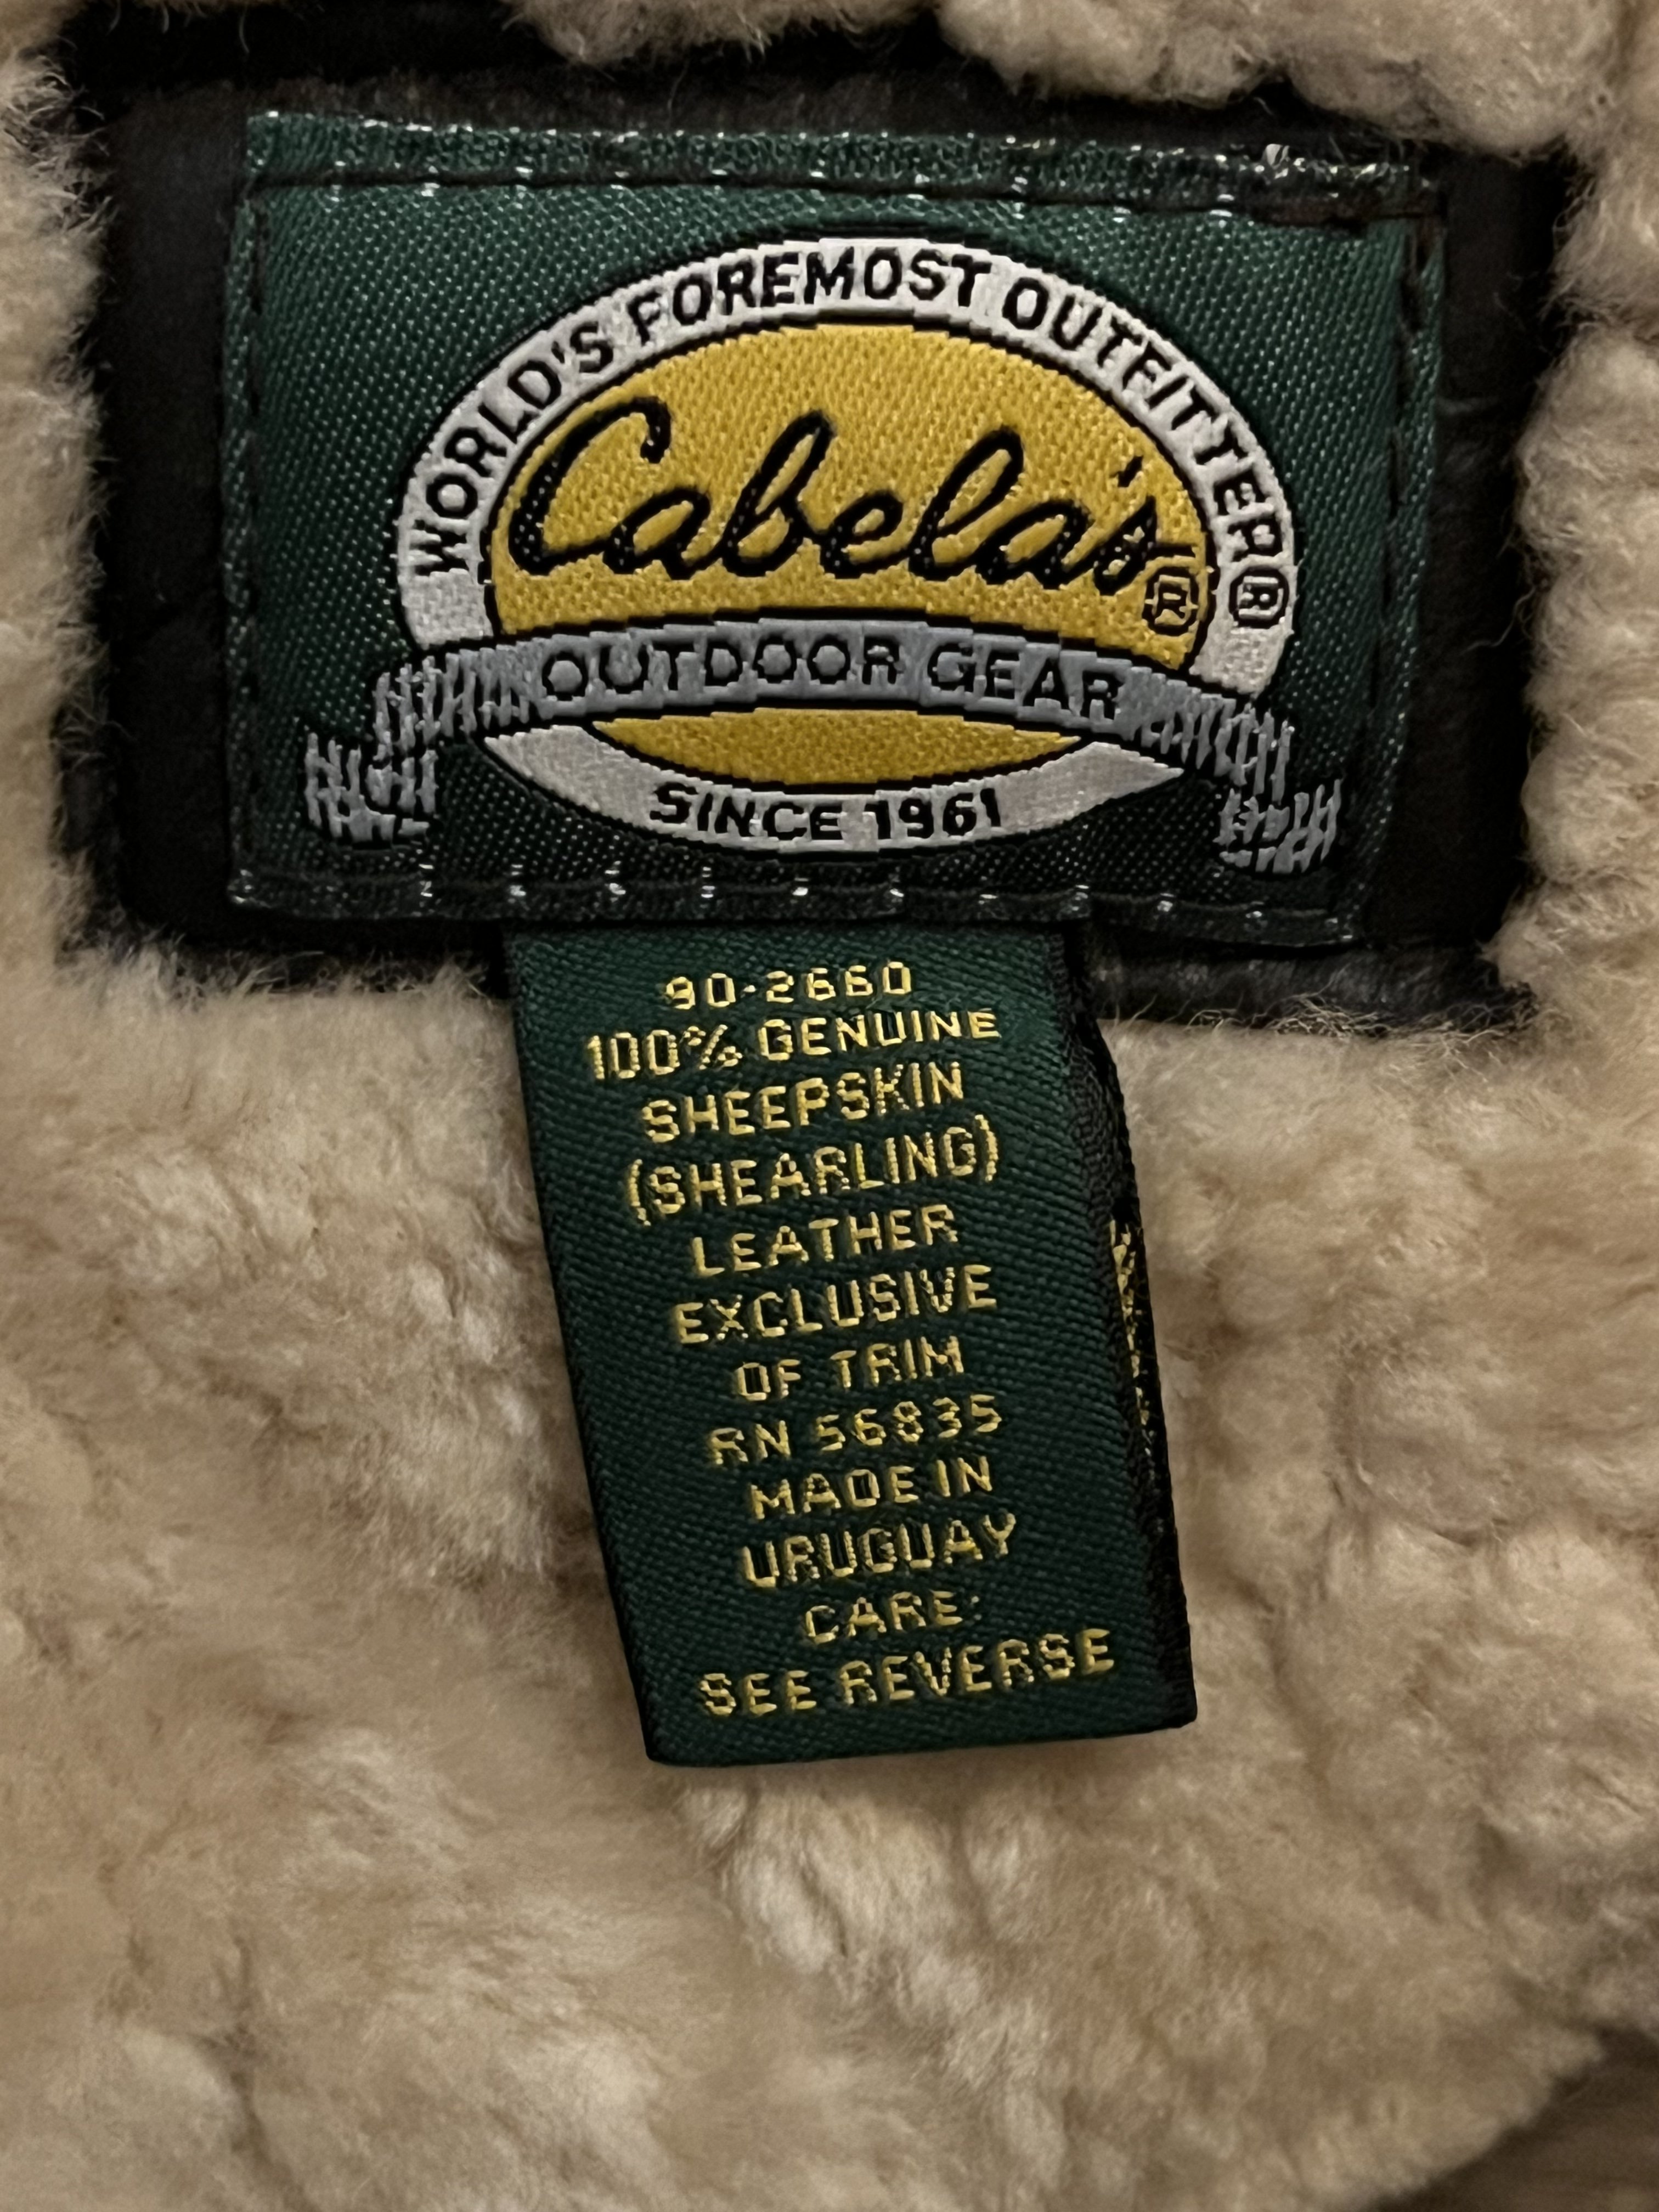 WORLD'S FOREMOST OUTFITTER®
Cabela's®
OUTDOOR GEAR
SINCE 1961
90-2660
100% GENUINE
SHEEPSKIN
(SHEARLING)
LEATHER
EXCLUSIVE
OF TRIM
RN 56835
MADE IN
URUGUAY
CARE:
SEE REVERSE